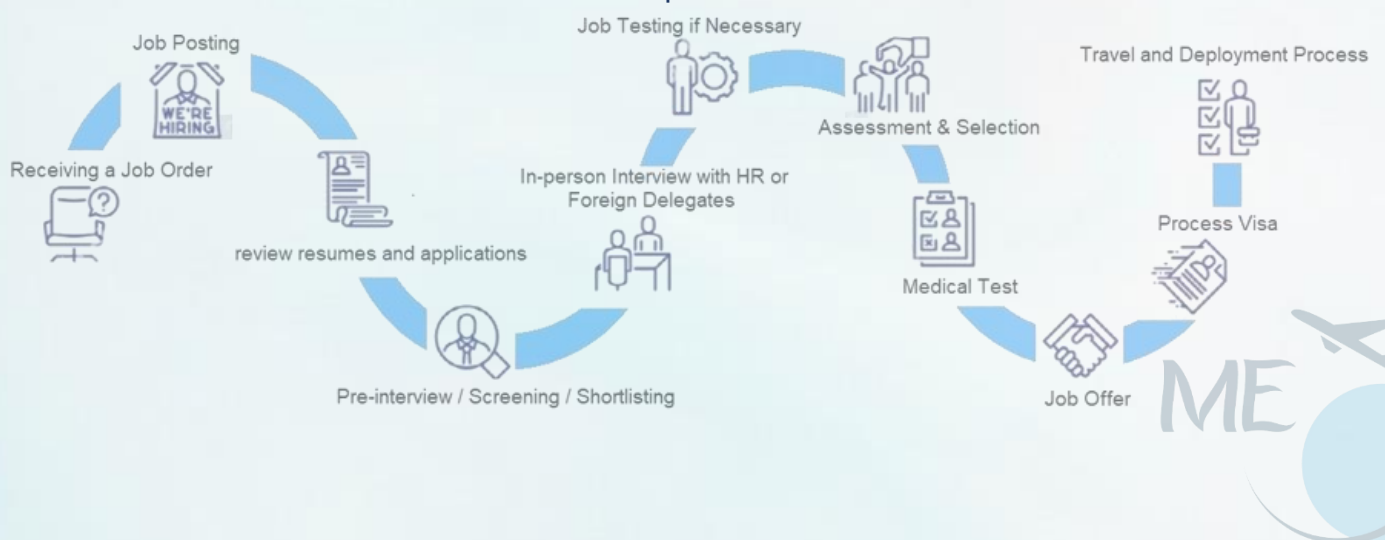 Receiving a Job Order
Job Posting
WE'RE
HIRING
review resumes and applications
Pre-interview / Screening / Shortlisting
In-person Interview with HR or
Foreign Delegates
Job Testing if Necessary
Assessment & Selection
Medical Test
Job Offer
Process Visa
Travel and Deployment Process
ME